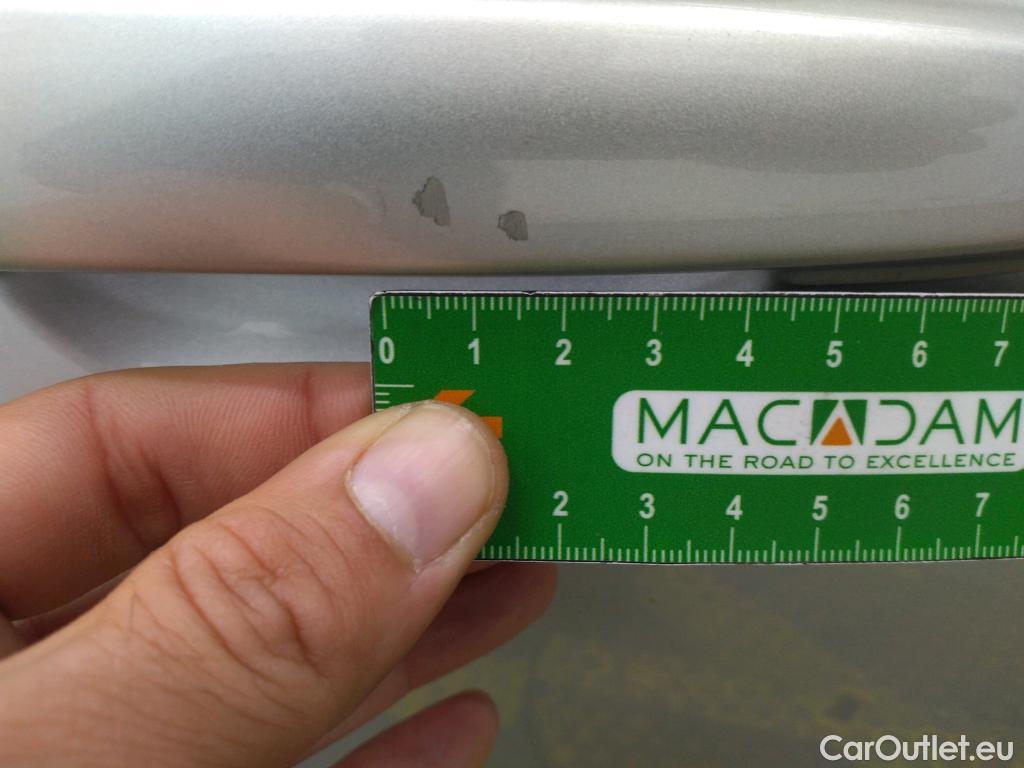 0 1 2 3 4 5 6 7
MACADAM
ON THE ROAD TO EXCELLENCE
2 3 4 5 6 7
CarOutlet.eu